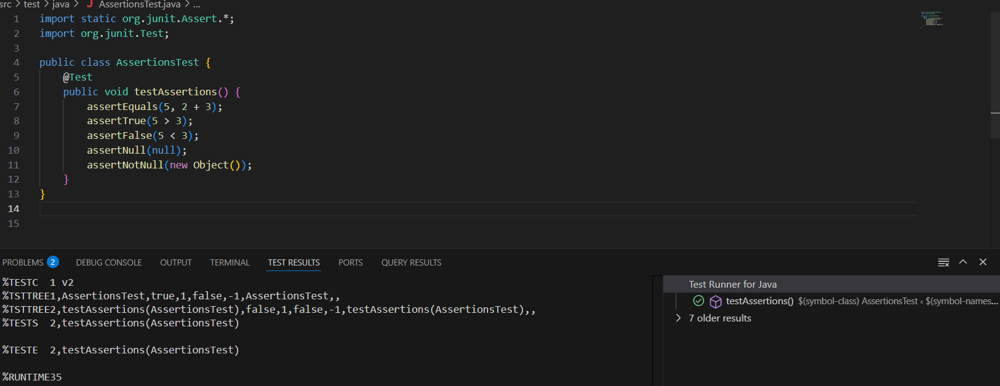 src > test > java > J AssertionsTest.java > ...
1 import static org.junit.Assert.*;
2 import org.junit.Test;
3
4 public class AssertionsTest {
5 @Test
6 public void testAssertions() {
7 assertEquals(5, 2 + 3);
8 assertTrue(5 > 3);
9 assertFalse(5 < 3);
10 assertNull(null);
11 assertNotNull(new Object());
12 }
13 }
14
15
PROBLEMS 2 DEBUG CONSOLE OUTPUT TERMINAL TEST RESULTS PORTS QUERY RESULTS
%TESTC 1 v2
%TSTTREE1,AssertionsTest,true,1,false,-1,AssertionsTest,,
%TSTTREE2,testAssertions(AssertionsTest),false,1,false,-1,testAssertions(AssertionsTest),,
%TESTS 2,testAssertions(AssertionsTest)
%TESTE 2,testAssertions(AssertionsTest)
%RUNTIME35
Test Runner for Java
testAssertions() $(symbol-class) AssertionsTest < $(symbol-names...
> 7 older results